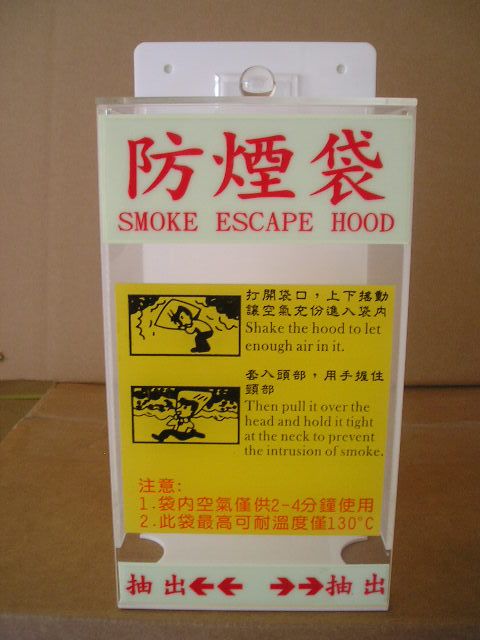 防煙袋
SMOKE ESCAPE HOOD
打開袋口，上下搖動
讓空氣充份進入袋內
Shake the hood to let
enough air in it.
套入頭部，用手握住
頸部
Then pull it over the
head and hold it tight
at the neck to prevent
the intrusion of smoke.
注意:
1.袋内空氣僅供2-4分鐘使用
2.此袋最高可耐溫度僅130°C
抽出←← →→抽出